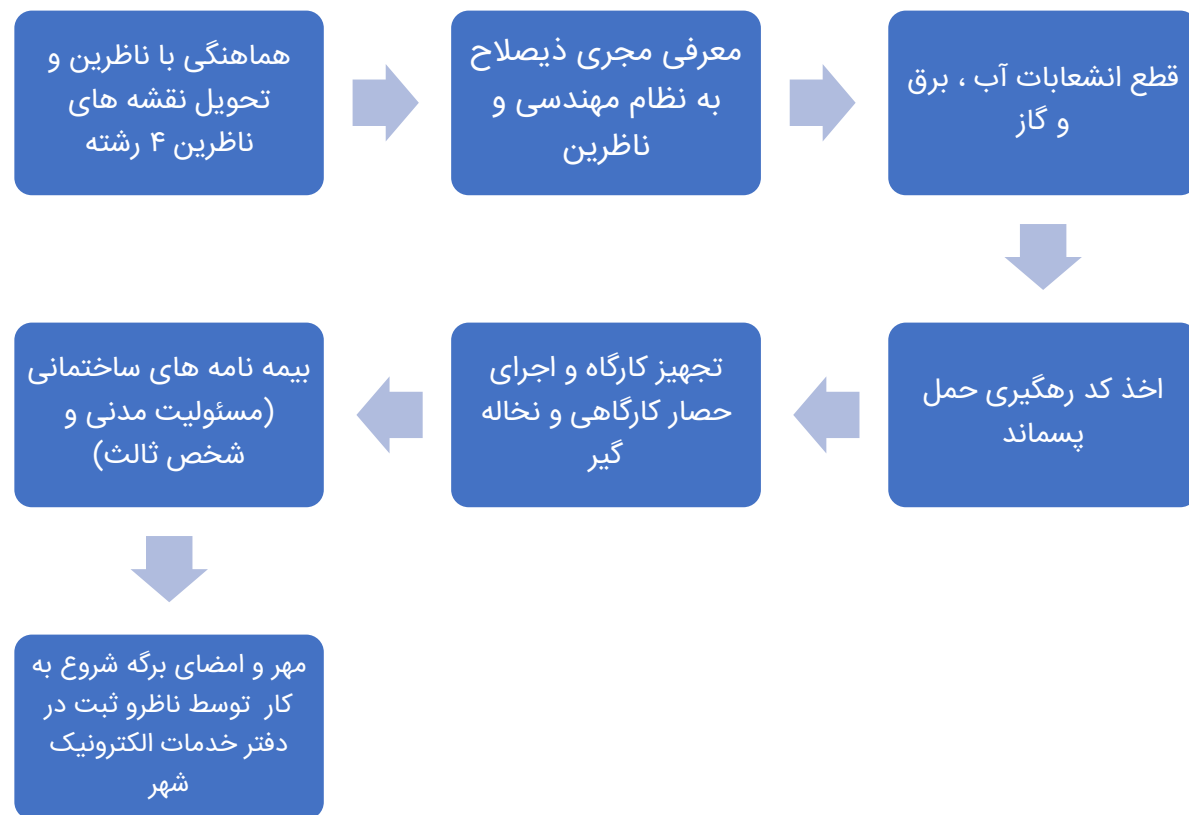 هماهنگی با ناظرین و
تحویل نقشه های
ناظرین ۴ رشته
معرفی مجری ذیصلاح
به نظام مهندسی و
ناظرین
قطع انشعابات آب ، برق
و گاز
اخذ کد رهگیری حمل
پسماند
تجهیز کارگاه و اجرای
حصار کارگاهی و نخاله
گیر
بیمه نامه های ساختمانی
(مسئولیت مدنی و
شخص ثالث)
مهر و امضای برگه شروع به
کار توسط ناظرو ثبت در
دفتر خدمات الکترونیک
شهر